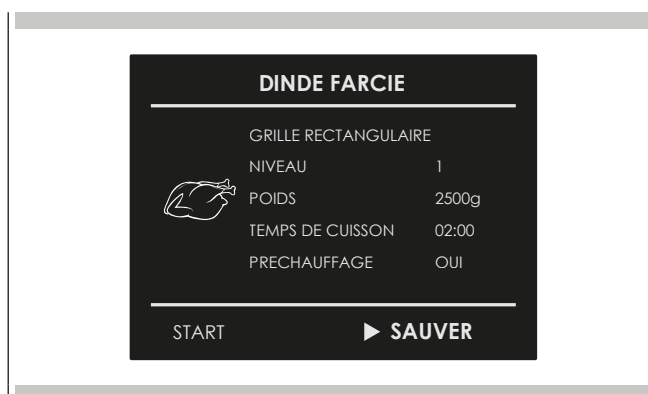 DINDE FARCIE
GRILLE RECTANGULAIRE
NIVEAU 1
POIDS 2500g
TEMPS DE CUISSON 02:00
PRECHAUFFAGE OUI
START ▶ SAUVER